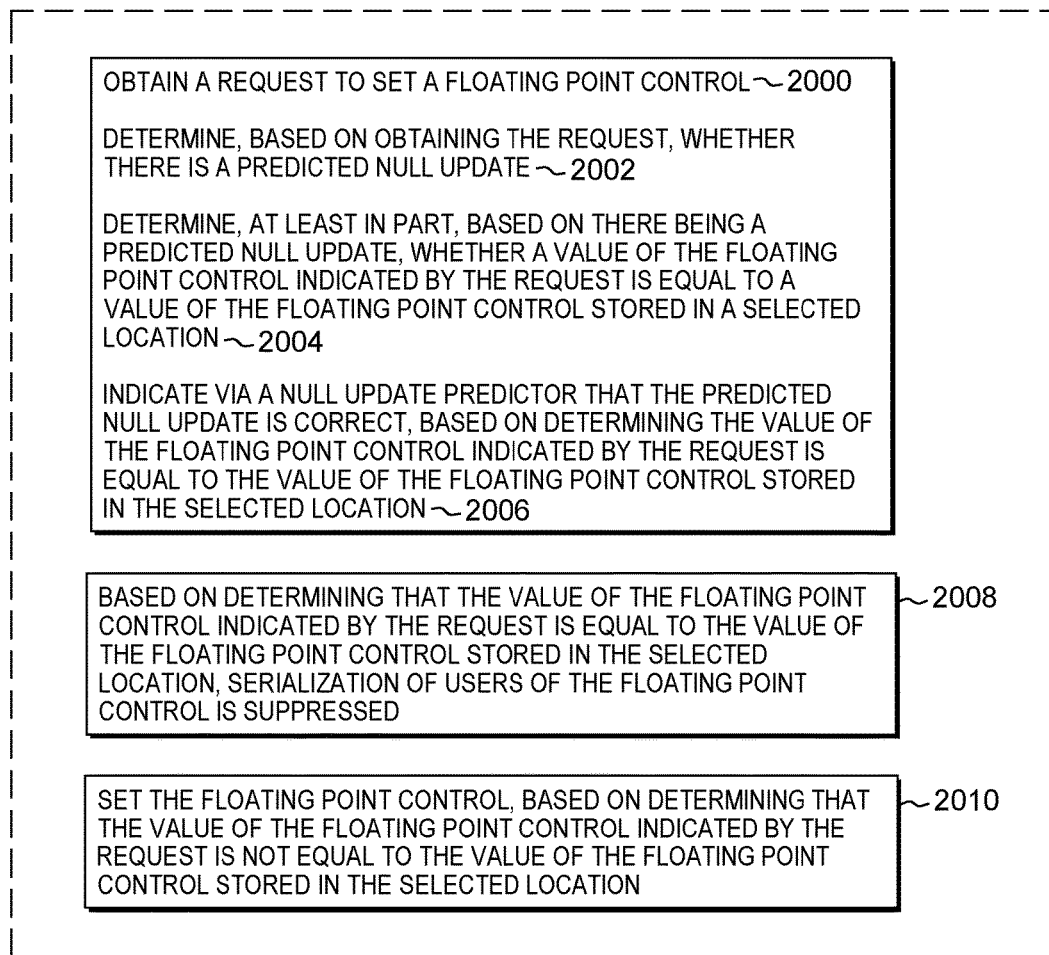 OBTAIN A REQUEST TO SET A FLOATING POINT CONTROL ~ 2000
DETERMINE, BASED ON OBTAINING THE REQUEST, WHETHER
THERE IS A PREDICTED NULL UPDATE ~ 2002
DETERMINE, AT LEAST IN PART, BASED ON THERE BEING A
PREDICTED NULL UPDATE, WHETHER A VALUE OF THE FLOATING
POINT CONTROL INDICATED BY THE REQUEST IS EQUAL TO A
VALUE OF THE FLOATING POINT CONTROL STORED IN A SELECTED
LOCATION ~ 2004
INDICATE VIA A NULL UPDATE PREDICTOR THAT THE PREDICTED
NULL UPDATE IS CORRECT, BASED ON DETERMINING THE VALUE OF
THE FLOATING POINT CONTROL INDICATED BY THE REQUEST IS
EQUAL TO THE VALUE OF THE FLOATING POINT CONTROL STORED
IN THE SELECTED LOCATION ~ 2006
BASED ON DETERMINING THAT THE VALUE OF THE FLOATING POINT ~ 2008
CONTROL INDICATED BY THE REQUEST IS EQUAL TO THE VALUE OF
THE FLOATING POINT CONTROL STORED IN THE SELECTED
LOCATION, SERIALIZATION OF USERS OF THE FLOATING POINT
CONTROL IS SUPPRESSED
SET THE FLOATING POINT CONTROL, BASED ON DETERMINING THAT ~ 2010
THE VALUE OF THE FLOATING POINT CONTROL INDICATED BY THE
REQUEST IS NOT EQUAL TO THE VALUE OF THE FLOATING POINT
CONTROL STORED IN THE SELECTED LOCATION